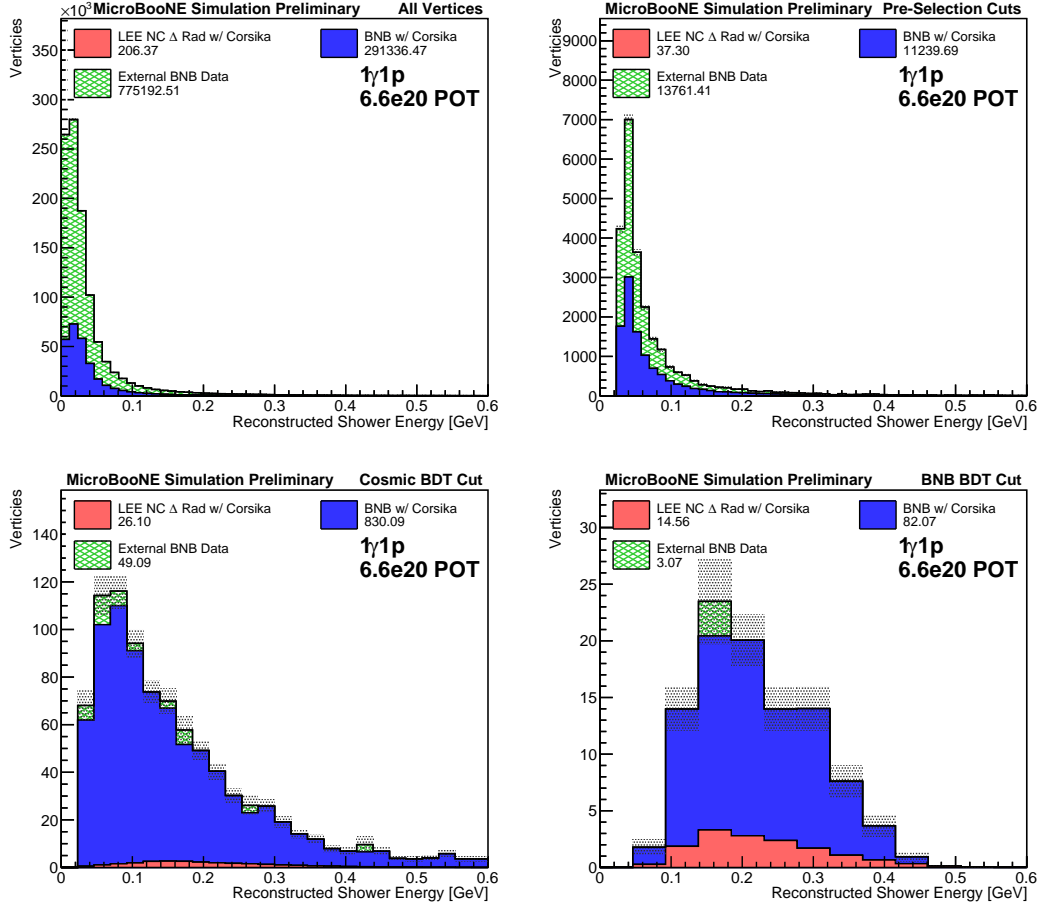 MicroBooNE Simulation Preliminary All Vertices
LEE NC Δ Rad w/ Corsika
206.37
BNB w/ Corsika
291336.47
External BNB Data
775192.51
1γ1p
6.6e20 POT
×10³
Verticies
350
300
250
200
150
100
50
0
0 0.1 0.2 0.3 0.4 0.5 0.6
Reconstructed Shower Energy [GeV]
MicroBooNE Simulation Preliminary Pre-Selection Cuts
LEE NC Δ Rad w/ Corsika
37.30
BNB w/ Corsika
11239.69
External BNB Data
13761.41
1γ1p
6.6e20 POT
Verticies
9000
8000
7000
6000
5000
4000
3000
2000
1000
0
0 0.1 0.2 0.3 0.4 0.5 0.6
Reconstructed Shower Energy [GeV]
MicroBooNE Simulation Preliminary Cosmic BDT Cut
LEE NC Δ Rad w/ Corsika
26.10
BNB w/ Corsika
830.09
External BNB Data
49.09
1γ1p
6.6e20 POT
Verticies
140
120
100
80
60
40
20
0
0 0.1 0.2 0.3 0.4 0.5 0.6
Reconstructed Shower Energy [GeV]
MicroBooNE Simulation Preliminary BNB BDT Cut
LEE NC Δ Rad w/ Corsika
14.56
BNB w/ Corsika
82.07
External BNB Data
3.07
1γ1p
6.6e20 POT
Verticies
30
25
20
15
10
5
0
0 0.1 0.2 0.3 0.4 0.5 0.6
Reconstructed Shower Energy [GeV]